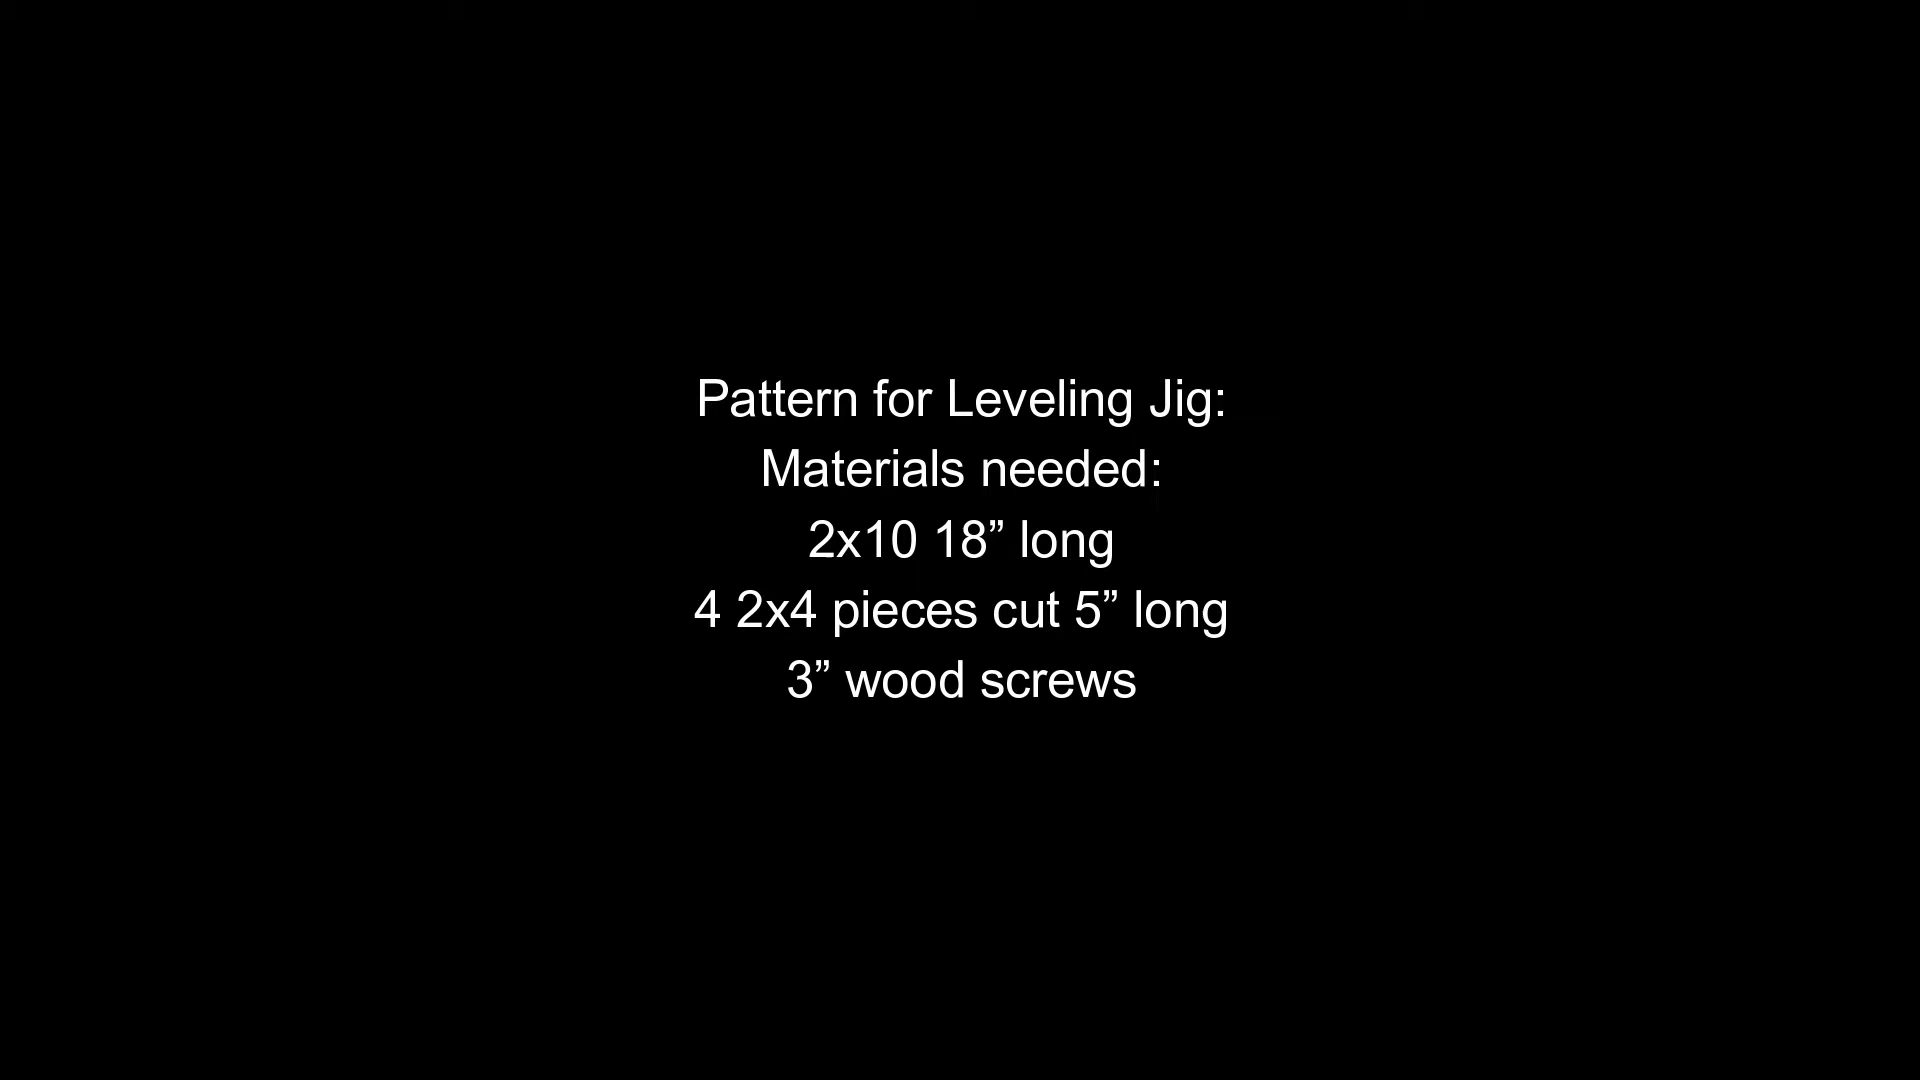 Pattern for Leveling Jig:
Materials needed:
2x10 18” long
4 2x4 pieces cut 5” long
3” wood screws